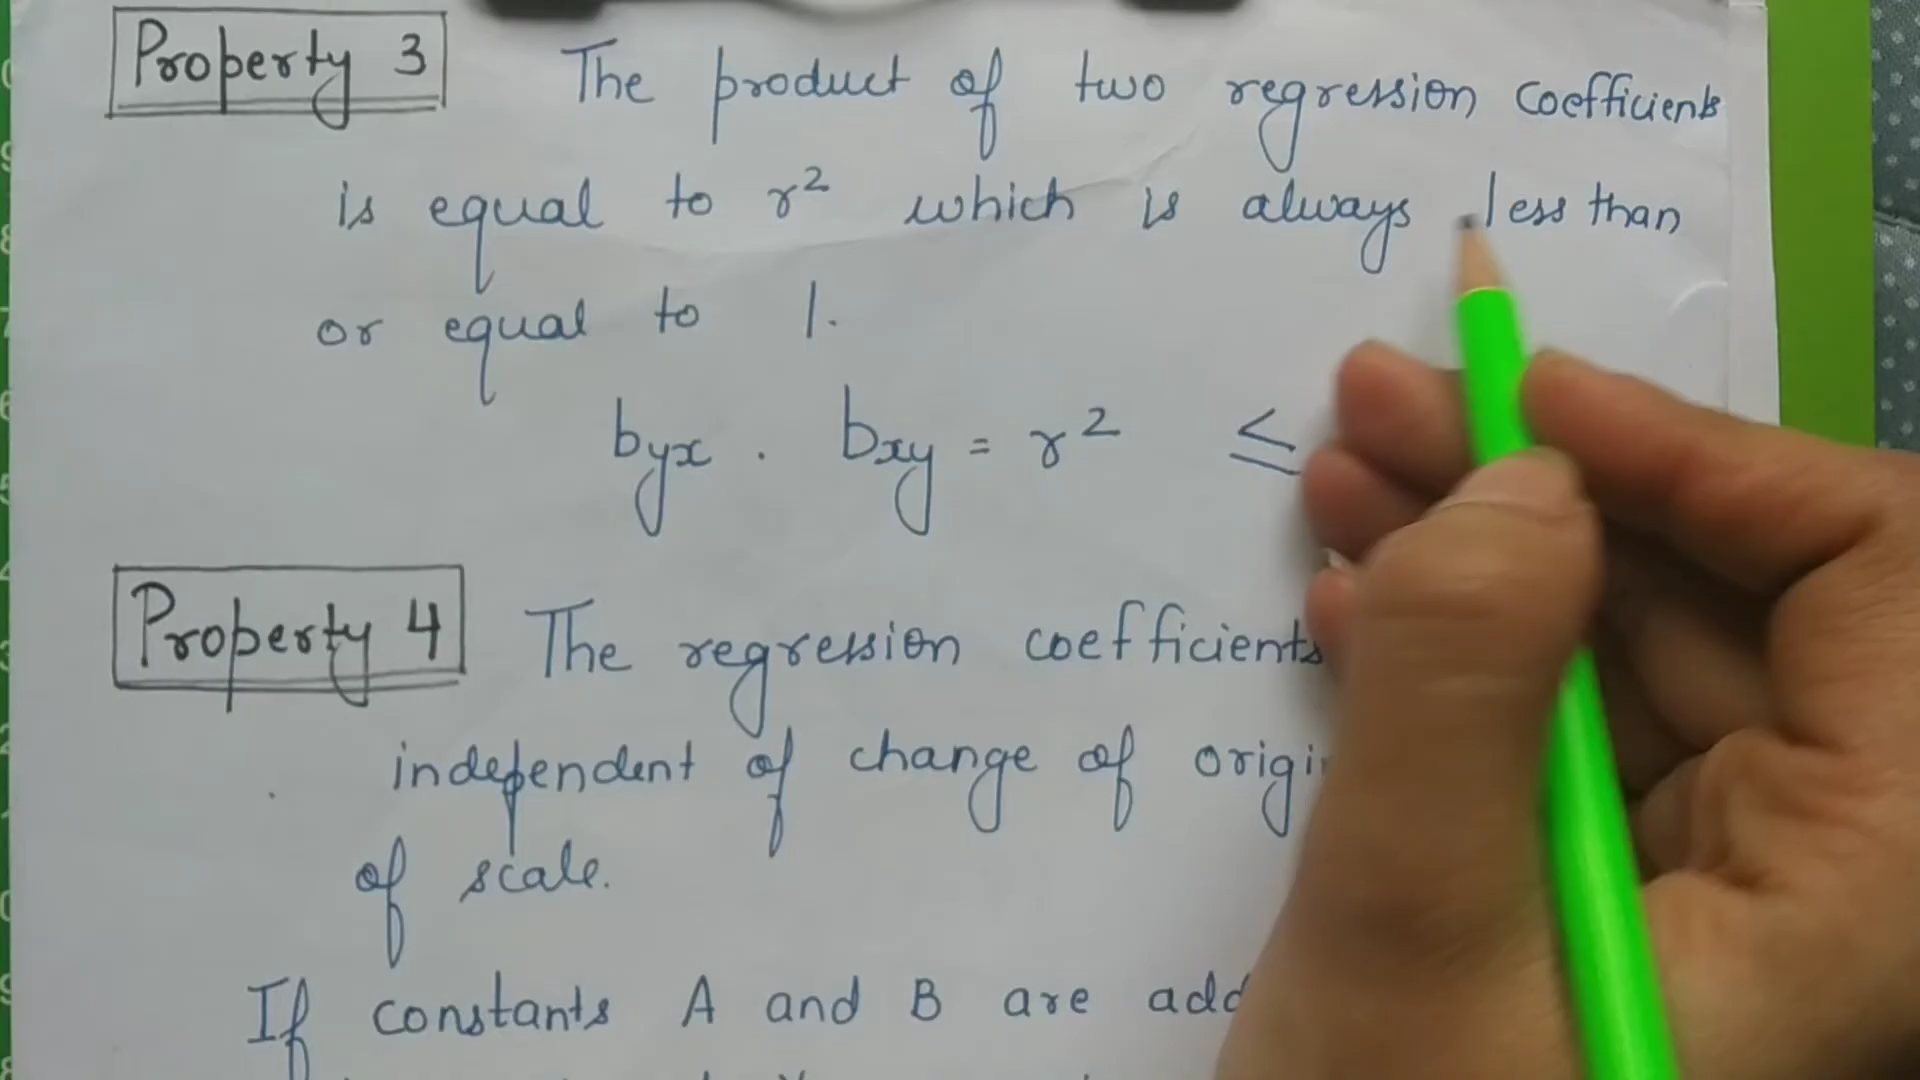 Property 3 The product of two regression coefficients
is equal to r² which is always less than
or equal to 1.
byx . bxy = r² ≤
Property 4 The regression coefficients
independent of change of
of scale.
If constants A and B are